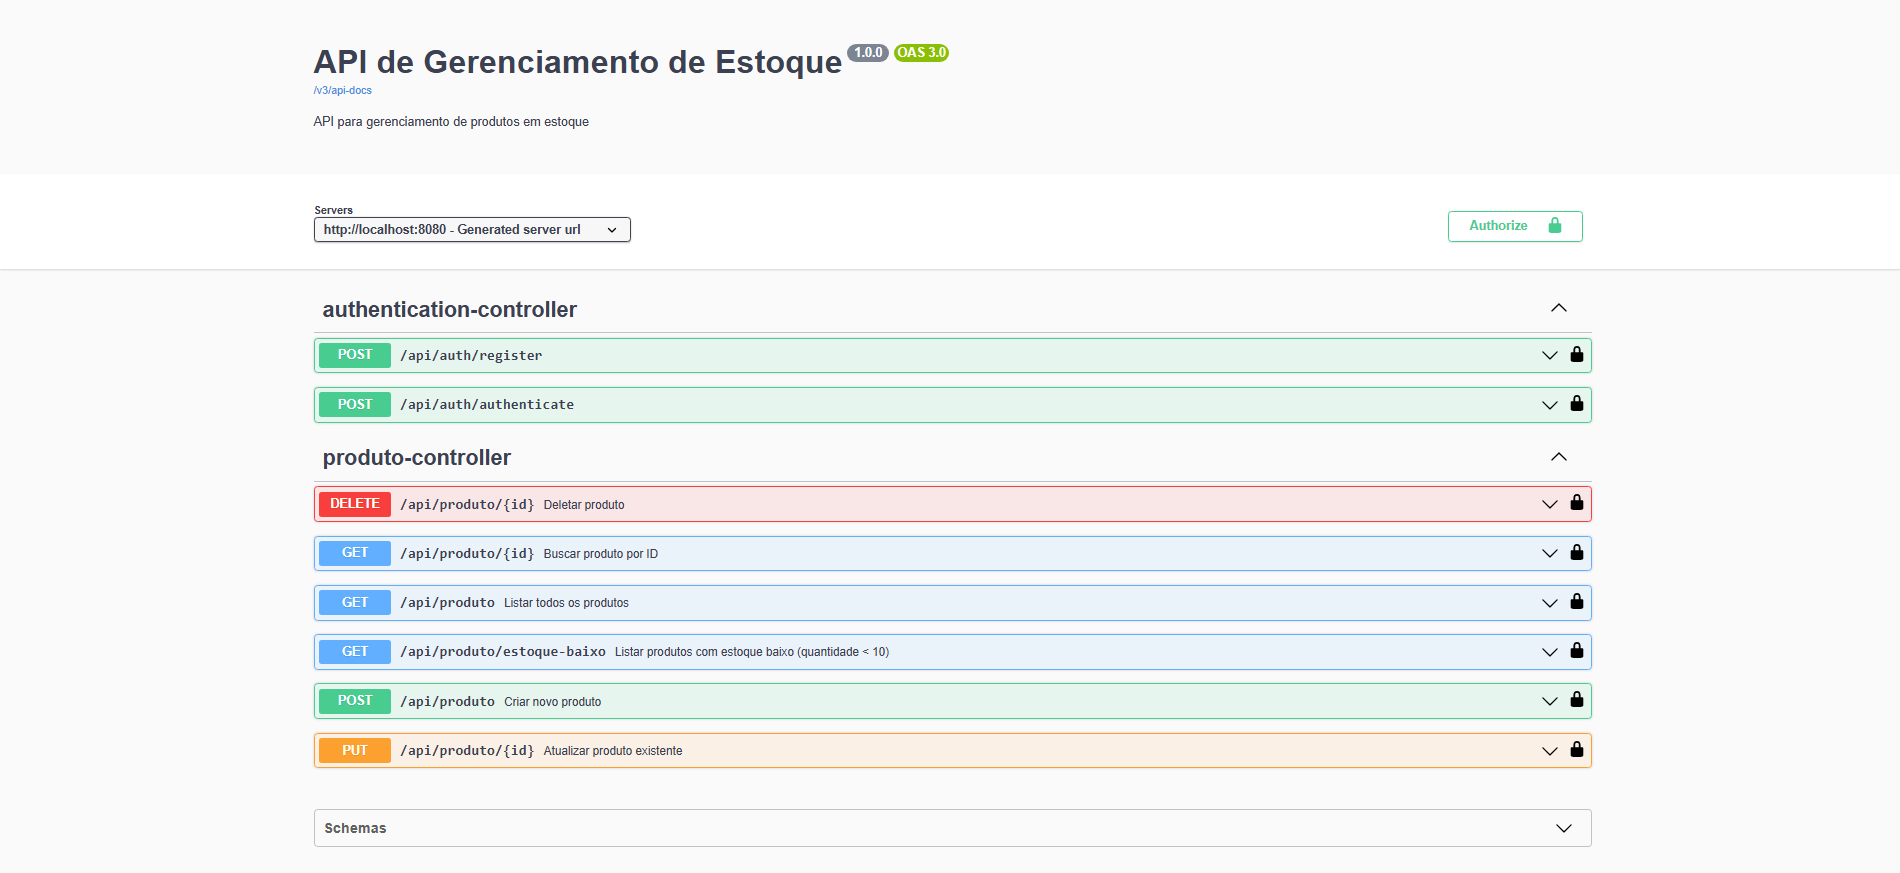 API de Gerenciamento de Estoque 1.0.0 OAS 3.0
/v3/api-docs
API para gerenciamento de produtos em estoque
Servers
http://localhost:8080 - Generated server url
Authorize
authentication-controller
POST /api/auth/register
POST /api/auth/authenticate
produto-controller
DELETE /api/produto/{id} Deletar produto
GET /api/produto/{id} Buscar produto por ID
GET /api/produto Listar todos os produtos
GET /api/produto/estoque-baixo Listar produtos com estoque baixo (quantidade < 10)
POST /api/produto Criar novo produto
PUT /api/produto/{id} Atualizar produto existente
Schemas